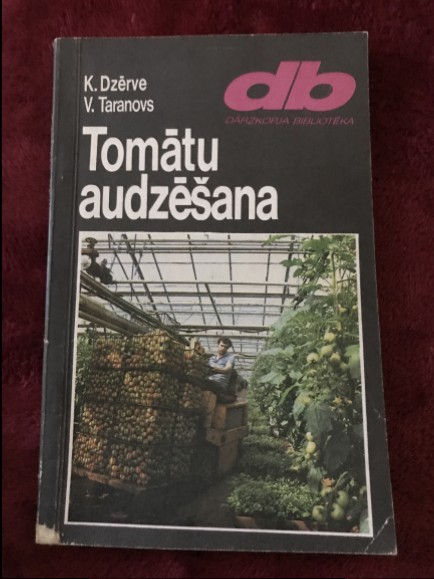 K. Dzērve
V. Taranovs
db
DĀRZKOPJA BIBLIOTĒKA
Tomātu
audzēšana